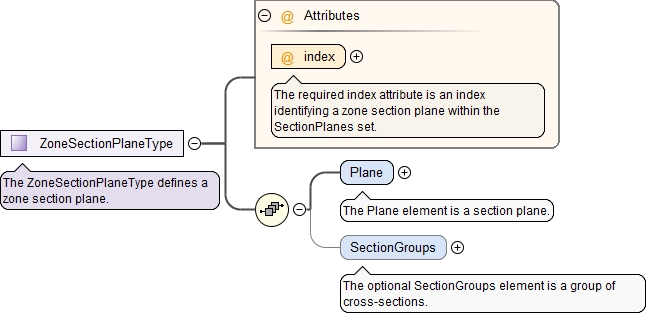 Attributes
@ index
The required index attribute is an index
identifying a zone section plane within the
SectionPlanes set.
ZoneSectionPlaneType
The ZoneSectionPlaneType defines a
zone section plane.
Plane
The Plane element is a section plane.
SectionGroups
The optional SectionGroups element is a group of
cross-sections.